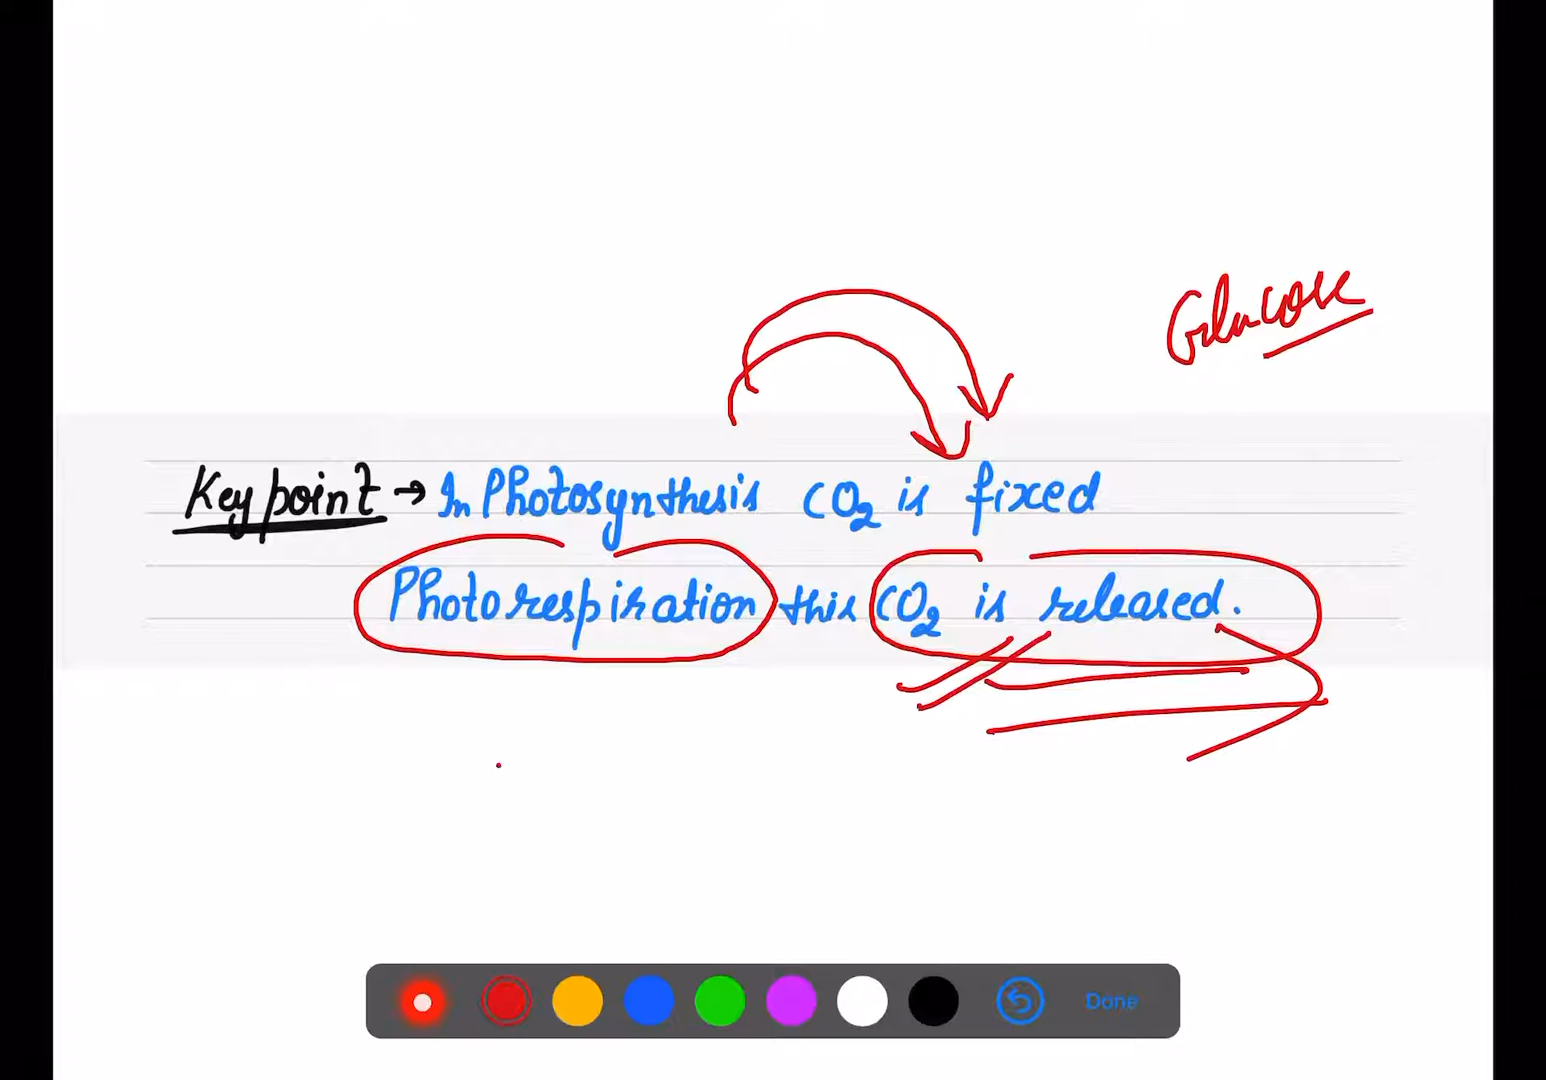 Glucose
Key point → In Photosynthesis CO₂ is fixed
Photorespiration this CO₂ is released.
Done